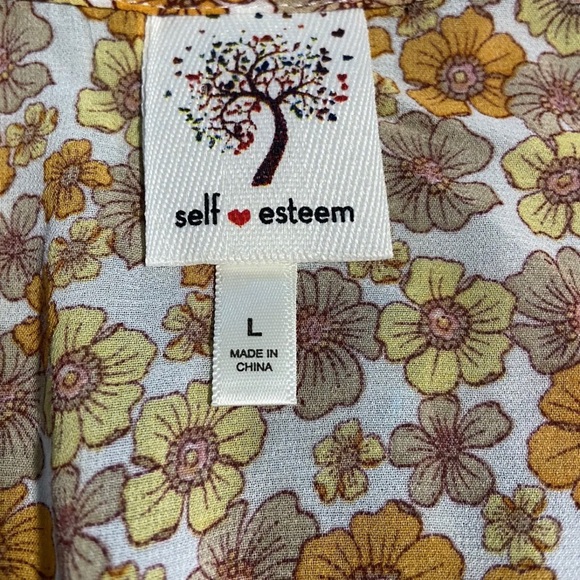 self ❤ esteem
L
MADE IN
CHINA